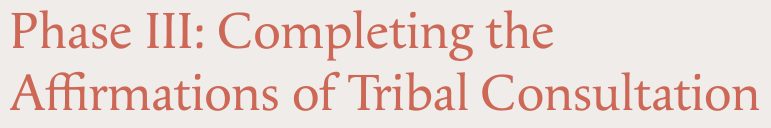 Phase III: Completing the
Affirmations of Tribal Consultation